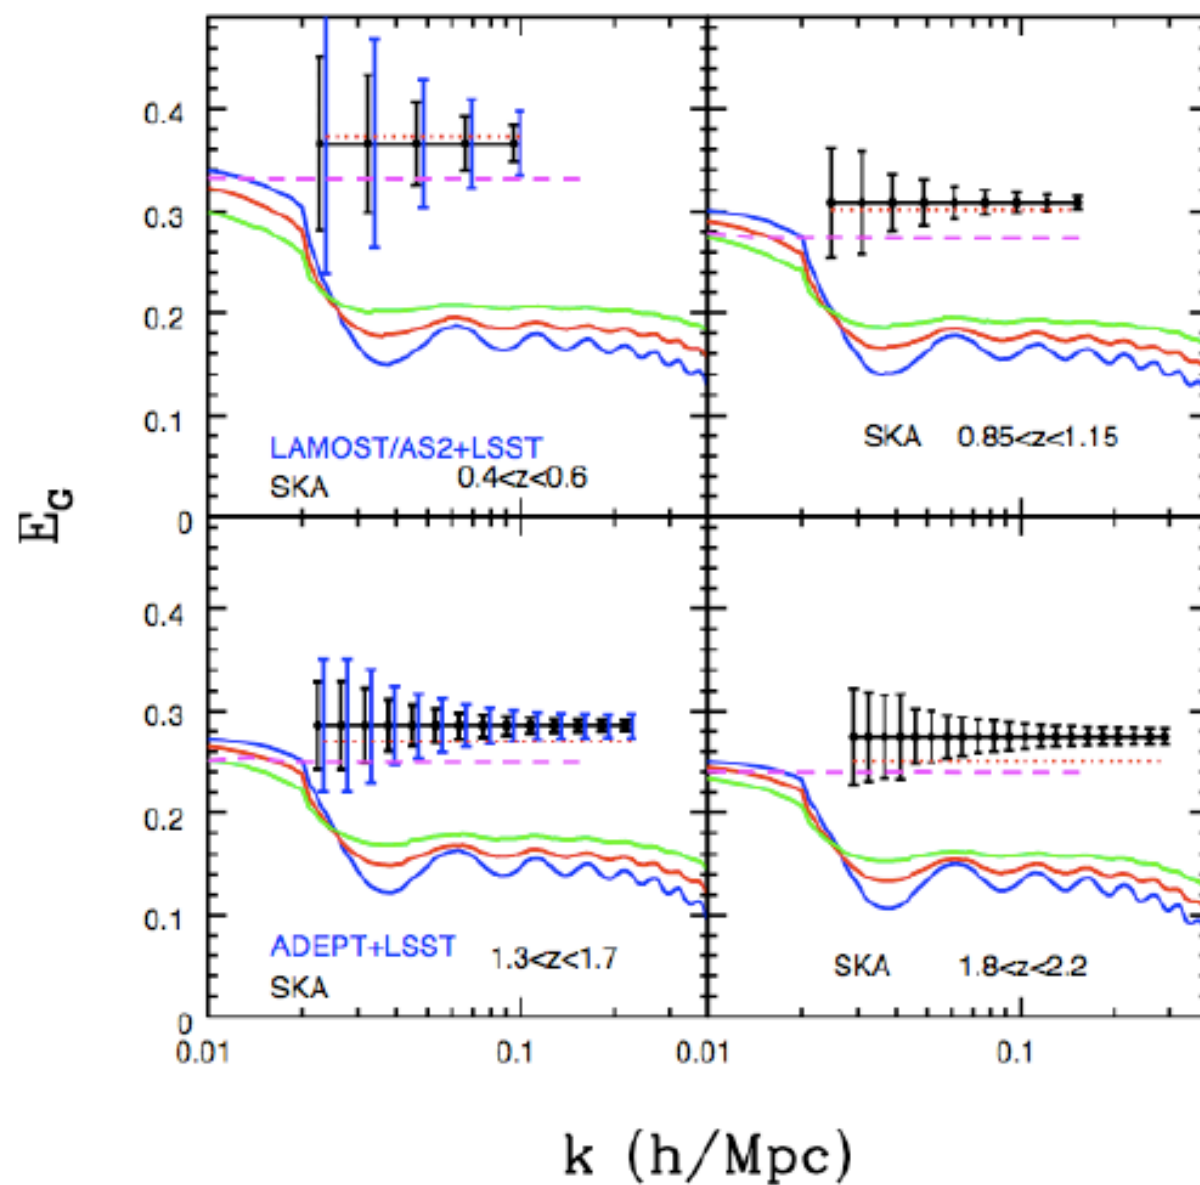 0.4
0.3
0.2
0.1
0
LAMOST/AS2+LSST
SKA
0.4<z<0.6
SKA 0.85<z<1.15
E_G
0.4
0.3
0.2
0.1
0
ADEPT+LSST
SKA
1.3<z<1.7
SKA 1.8<z<2.2
0.01 0.1 0.01 0.1
k (h/Mpc)